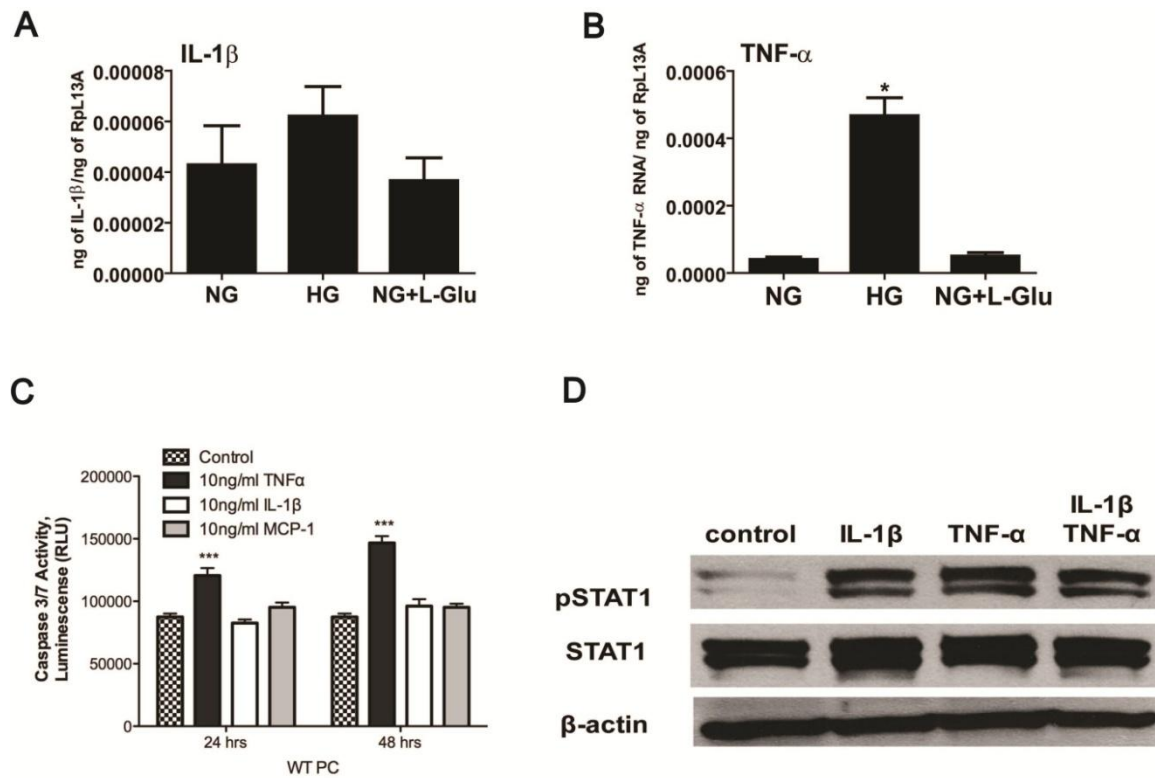 A
IL-1β
ng of IL-1β/ng of RpL13A
0.00008
0.00006
0.00004
0.00002
0.00000
NG HG NG+L-Glu
B
TNF-α
ng of TNF-α RNA/ ng of RpL13A
0.0006
0.0004
0.0002
0.0000
*
NG HG NG+L-Glu
C
Control
10ng/ml TNFα
10ng/ml IL-1β
10ng/ml MCP-1
Caspase 3/7 Activity,
Luminescense (RLU)
200000
150000
100000
50000
0
***
***
24 hrs 48 hrs
WT PC
D
control IL-1β TNF-α IL-1β TNF-α
pSTAT1
STAT1
β-actin